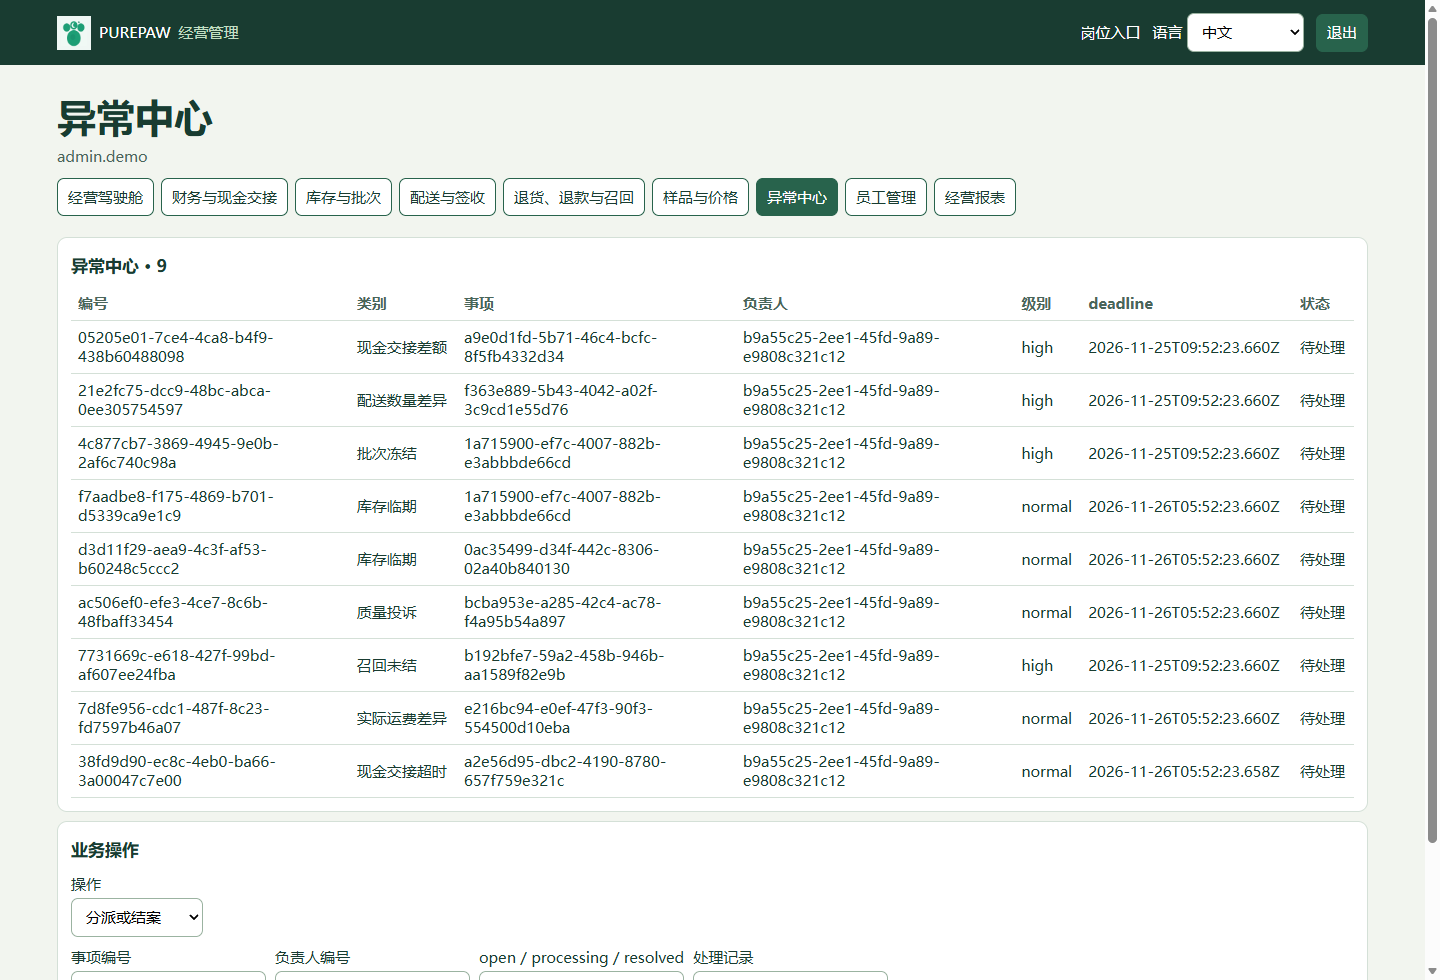 PUREPAW 经营管理
岗位入口 语言 中文 退出
异常中心
admin.demo
经营驾驶舱 财务与现金交接 库存与批次 配送与签收 退货、退款与召回 样品与价格 异常中心 员工管理 经营报表
异常中心 · 9
编号 类别 事项 负责人 级别 deadline 状态
05205e01-7ce4-4ca8-b4f9-438b60488098 现金交接差额 a9e0d1fd-5b71-46c4-bcfc-8f5fb4332d34 b9a55c25-2ee1-45fd-9a89-e9808c321c12 high 2026-11-25T09:52:23.660Z 待处理
21e2fc75-dcc9-48bc-abca-0ee305754597 配送数量差异 f363e889-5b43-4042-a02f-3c9cd1e55d76 b9a55c25-2ee1-45fd-9a89-e9808c321c12 high 2026-11-25T09:52:23.660Z 待处理
4c877cb7-3869-4945-9e0b-2af6c740c98a 批次冻结 1a715900-ef7c-4007-882b-e3abbbde66cd b9a55c25-2ee1-45fd-9a89-e9808c321c12 high 2026-11-25T09:52:23.660Z 待处理
f7aadbe8-f175-4869-b701-d5339ca9e1c9 库存临期 1a715900-ef7c-4007-882b-e3abbbde66cd b9a55c25-2ee1-45fd-9a89-e9808c321c12 normal 2026-11-26T05:52:23.660Z 待处理
d3d11f29-aea9-4c3f-af53-b60248c5ccc2 库存临期 0ac35499-d34f-442c-8306-02a40b840130 b9a55c25-2ee1-45fd-9a89-e9808c321c12 normal 2026-11-26T05:52:23.660Z 待处理
ac506ef0-efe3-4ce7-8c6b-48fbaff33454 质量投诉 bcba953e-a285-42c4-ac78-f4a95b54a897 b9a55c25-2ee1-45fd-9a89-e9808c321c12 normal 2026-11-26T05:52:23.660Z 待处理
7731669c-e618-427f-99bd-af607ee24fba 召回未结 b192bfe7-59a2-458b-946b-aa1589f82e9b b9a55c25-2ee1-45fd-9a89-e9808c321c12 high 2026-11-25T09:52:23.660Z 待处理
7d8fe956-cdc1-487f-8c23-fd7597b46a07 实际运费差异 e216bc94-e0ef-47f3-90f3-554500d10eba b9a55c25-2ee1-45fd-9a89-e9808c321c12 normal 2026-11-26T05:52:23.660Z 待处理
38fd9d90-ec8c-4eb0-ba66-3a00047c7e00 现金交接超时 a2e56d95-dbc2-4190-8780-657f759e321c b9a55c25-2ee1-45fd-9a89-e9808c321c12 normal 2026-11-26T05:52:23.658Z 待处理
业务操作
操作
分派或结案
事项编号 负责人编号 open / processing / resolved 处理记录